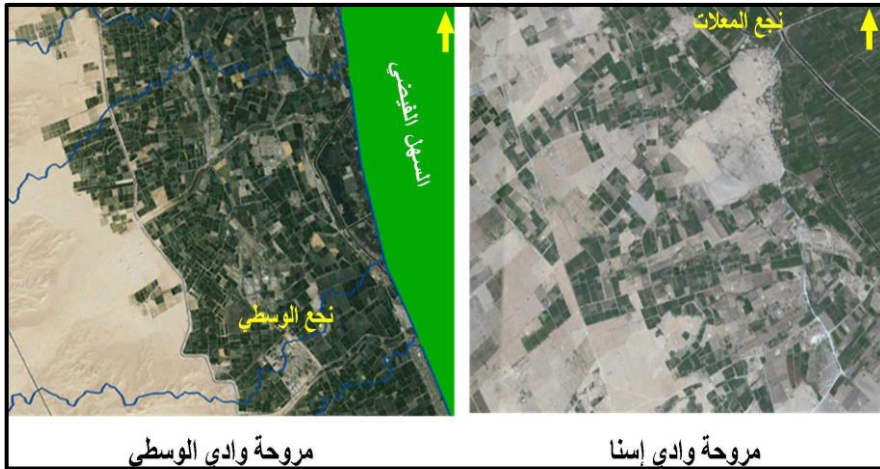 نجع المعلات
السهل الفيضي
نجع الوسطي
مروحة وادي إسنا
مروحة وادي الوسطي